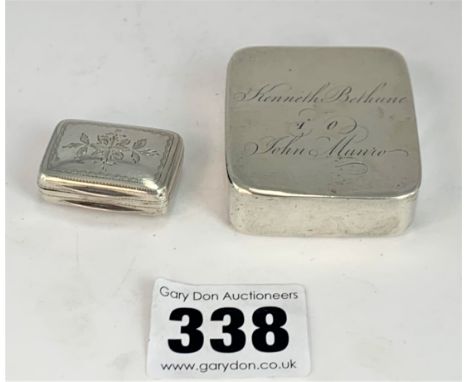 Kenneth Bethune
to
John Munro
Gary Don Auctioneers
338
www.garydon.co.uk